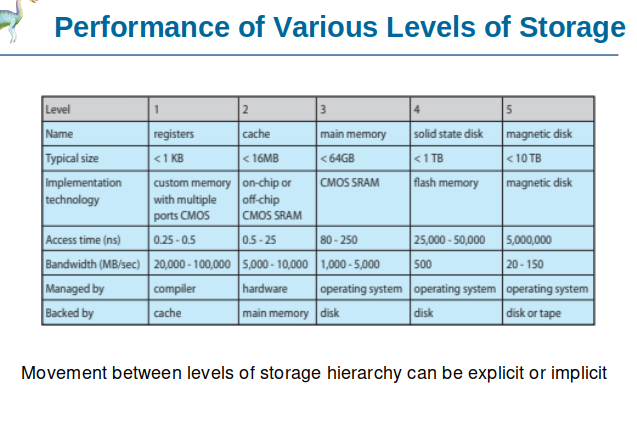 Performance of Various Levels of Storage
Level 1 2 3 4 5
Name registers cache main memory solid state disk magnetic disk
Typical size < 1 KB < 16MB < 64GB < 1 TB < 10 TB
Implementation custom memory on-chip or CMOS SRAM flash memory magnetic disk
technology with multiple off-chip
ports CMOS CMOS SRAM
Access time (ns) 0.25 - 0.5 0.5 - 25 80 - 250 25,000 - 50,000 5,000,000
Bandwidth (MB/sec) 20,000 - 100,000 5,000 - 10,000 1,000 - 5,000 500 20 - 150
Managed by compiler hardware operating system operating system operating system
Backed by cache main memory disk disk disk or tape
Movement between levels of storage hierarchy can be explicit or implicit